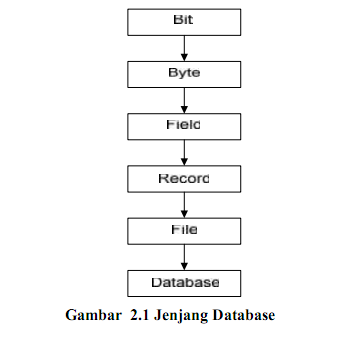 Bit
Byte
Field
Record
File
Database
Gambar 2.1 Jenjang Database